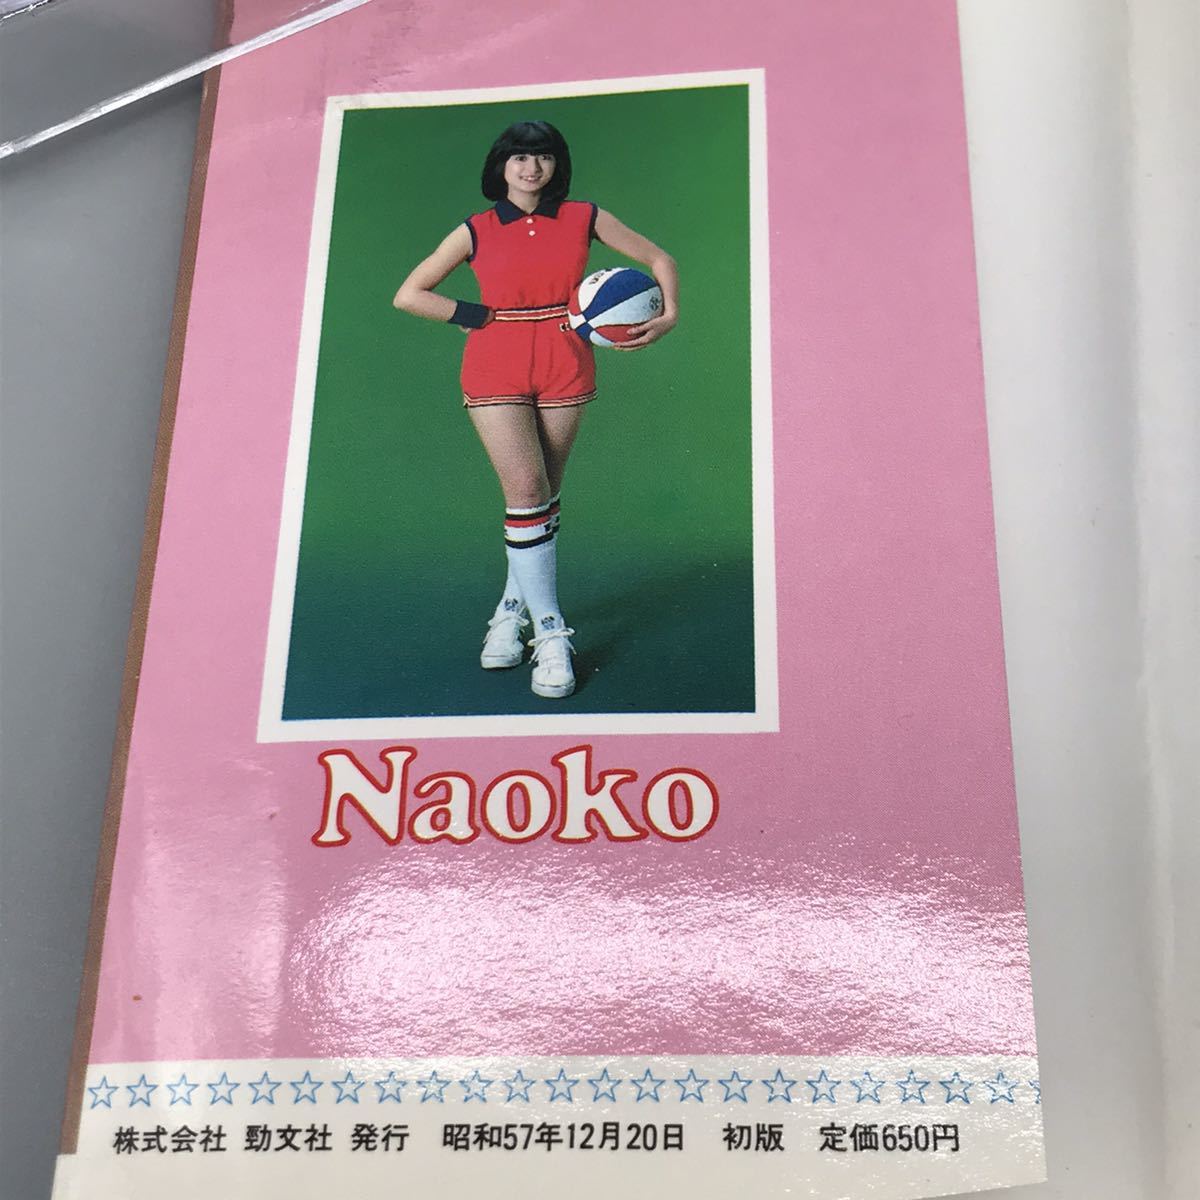 Naoko
株式会社 勁文社 発行 昭和57年12月20日 初版 定価650円